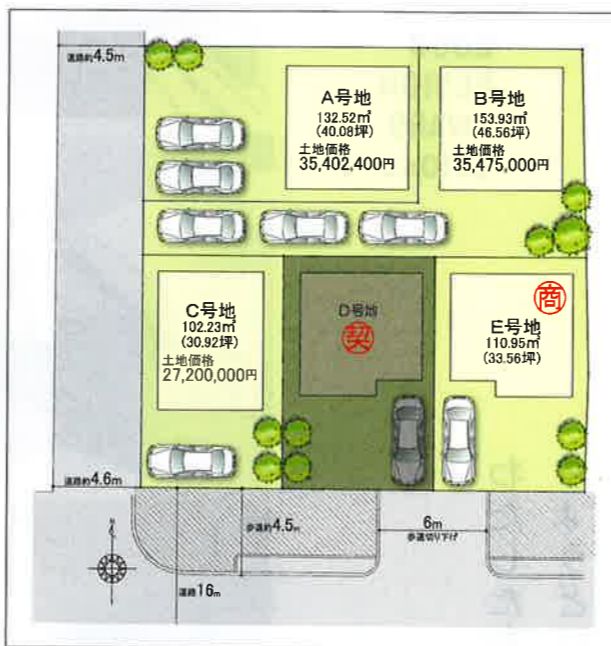 道路約4.5m
A号地
132.52㎡
(40.08坪)
土地価格
35,402,400円
B号地
153.93㎡
(46.56坪)
土地価格
35,475,000円
C号地
102.23㎡
(30.92坪)
土地価格
27,200,000円
D号地
契
商
E号地
110.95㎡
(33.56坪)
道路約4.6m
歩道約4.5m
6m
歩道切り下げ
道路16m